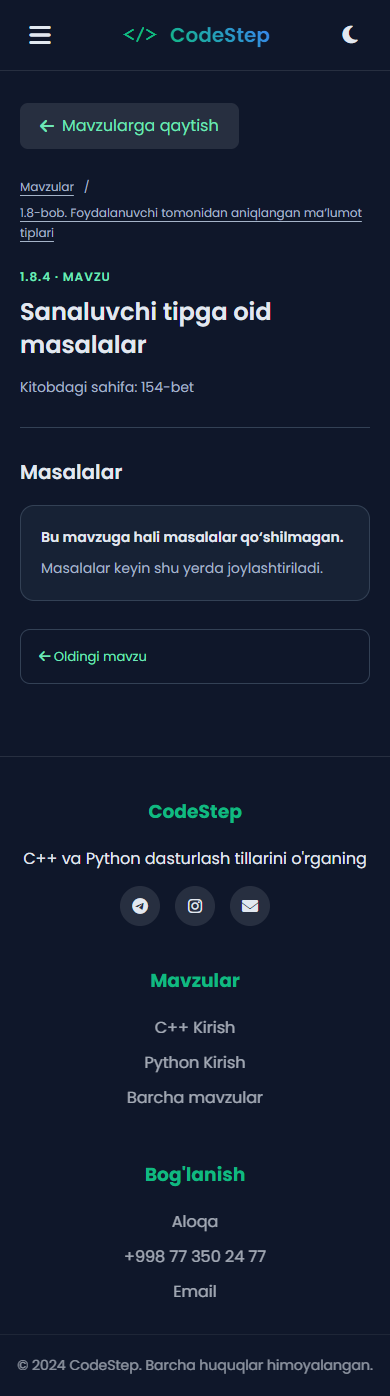 </> CodeStep
← Mavzularga qaytish
Mavzular /
1.8-bob. Foydalanuvchi tomonidan aniqlangan ma’lumot
tiplari
1.8.4 · MAVZU
Sanaluvchi tipga oid
masalalar
Kitobdagi sahifa: 154-bet
Masalalar
Bu mavzuga hali masalalar qo‘shilmagan.
Masalalar keyin shu yerda joylashtiriladi.
← Oldingi mavzu
CodeStep
C++ va Python dasturlash tillarini o'rganing
Mavzular
C++ Kirish
Python Kirish
Barcha mavzular
Bog'lanish
Aloqa
+998 77 350 24 77
Email
© 2024 CodeStep. Barcha huquqlar himoyalangan.